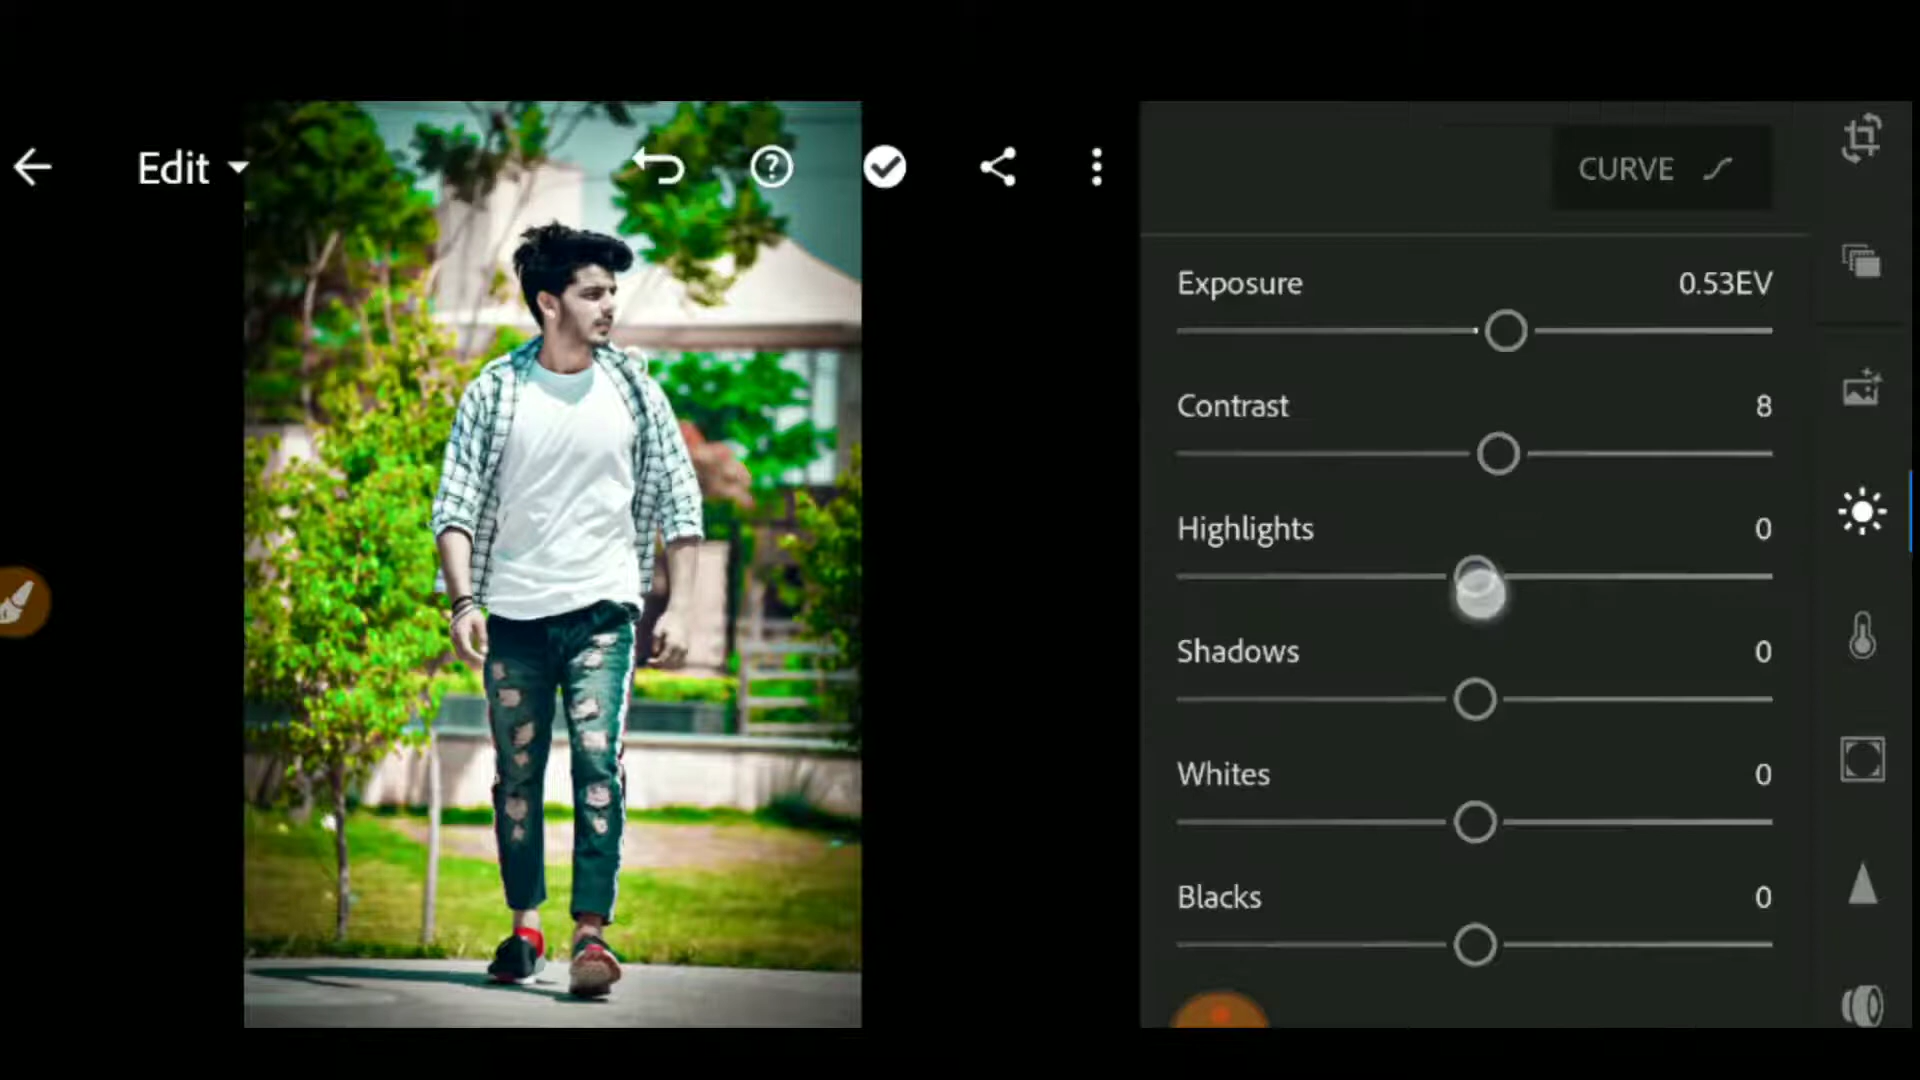 Edit
CURVE
Exposure 0.53EV
Contrast 8
Highlights 0
Shadows 0
Whites 0
Blacks 0